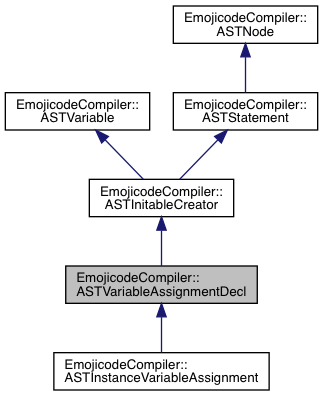 EmojicodeCompiler::
ASTNode
EmojicodeCompiler::
ASTVariable
EmojicodeCompiler::
ASTStatement
EmojicodeCompiler::
ASTInitableCreator
EmojicodeCompiler::
ASTVariableAssignmentDecl
EmojicodeCompiler::
ASTInstanceVariableAssignment